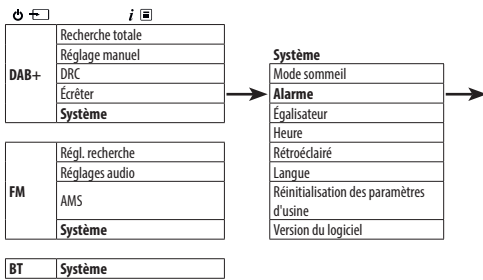 i
DAB+
Recherche totale
Réglage manuel
DRC
Écrêter
Système
FM
Régl. recherche
Réglages audio
AMS
Système
BT
Système
Système
Mode sommeil
Alarme
Égalisateur
Heure
Rétroéclairé
Langue
Réinitialisation des paramètres
d'usine
Version du logiciel